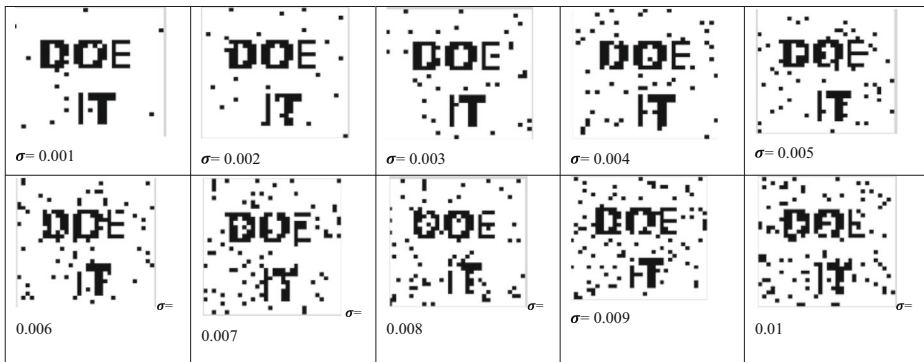 DOE
IT
σ= 0.001
DOE
IT
σ= 0.002
DOE
IT
σ= 0.003
DOE
IT
σ= 0.004
DOE
IT
σ= 0.005
DOE
IT
σ=
0.006
DOE
IT
σ=
0.007
DOE
IT
σ=
0.008
DOE
IT
σ= 0.009
DOE
IT
σ=
0.01